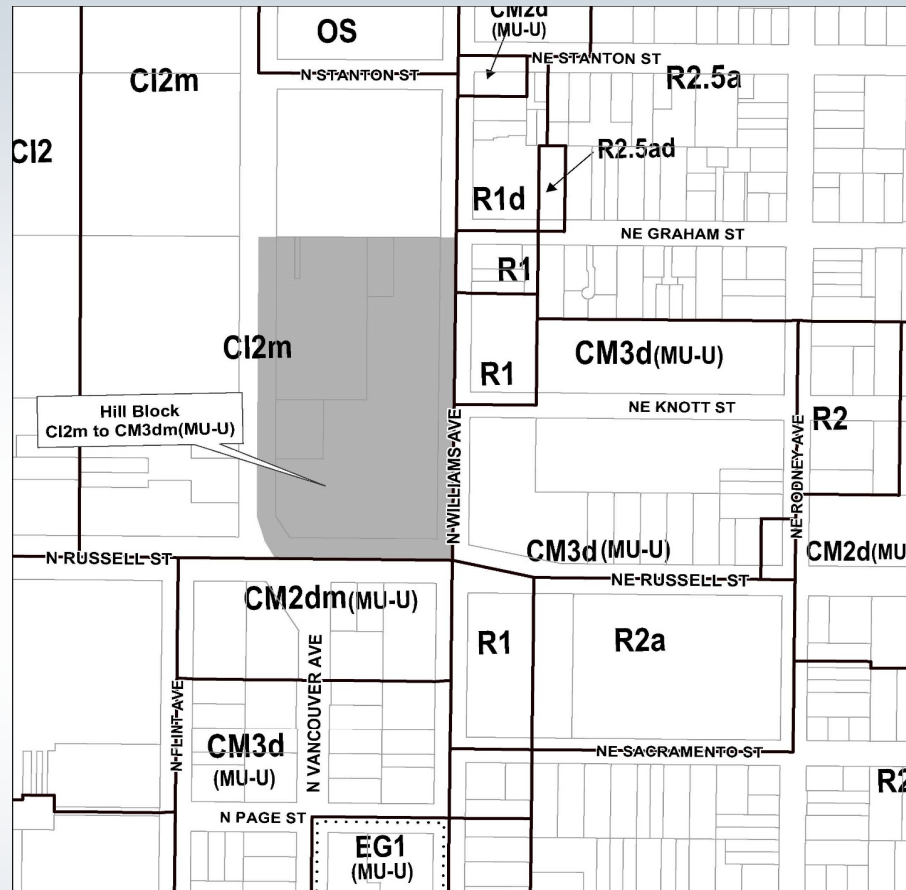 CM2d
(MU-U)
OS
N STANTON ST
NE STANTON ST
CI2m
R2.5a
CI2
R2.5ad
R1d
NE GRAHAM ST
R1
CI2m
CM3d(MU-U)
R1
NE KNOTT ST
Hill Block
CI2m to CM3dm(MU-U)
R2
N WILLIAMS AVE
NE RODNEY AVE
N RUSSELL ST
CM3d (MU-U)
CM2d(MU
NE RUSSELL ST
CM2dm(MU-U)
R1
R2a
N FLINT AVE
N VANCOUVER AVE
CM3d
(MU-U)
NE SACRAMENTO ST
R2
N PAGE ST
EG1
(MU-U)